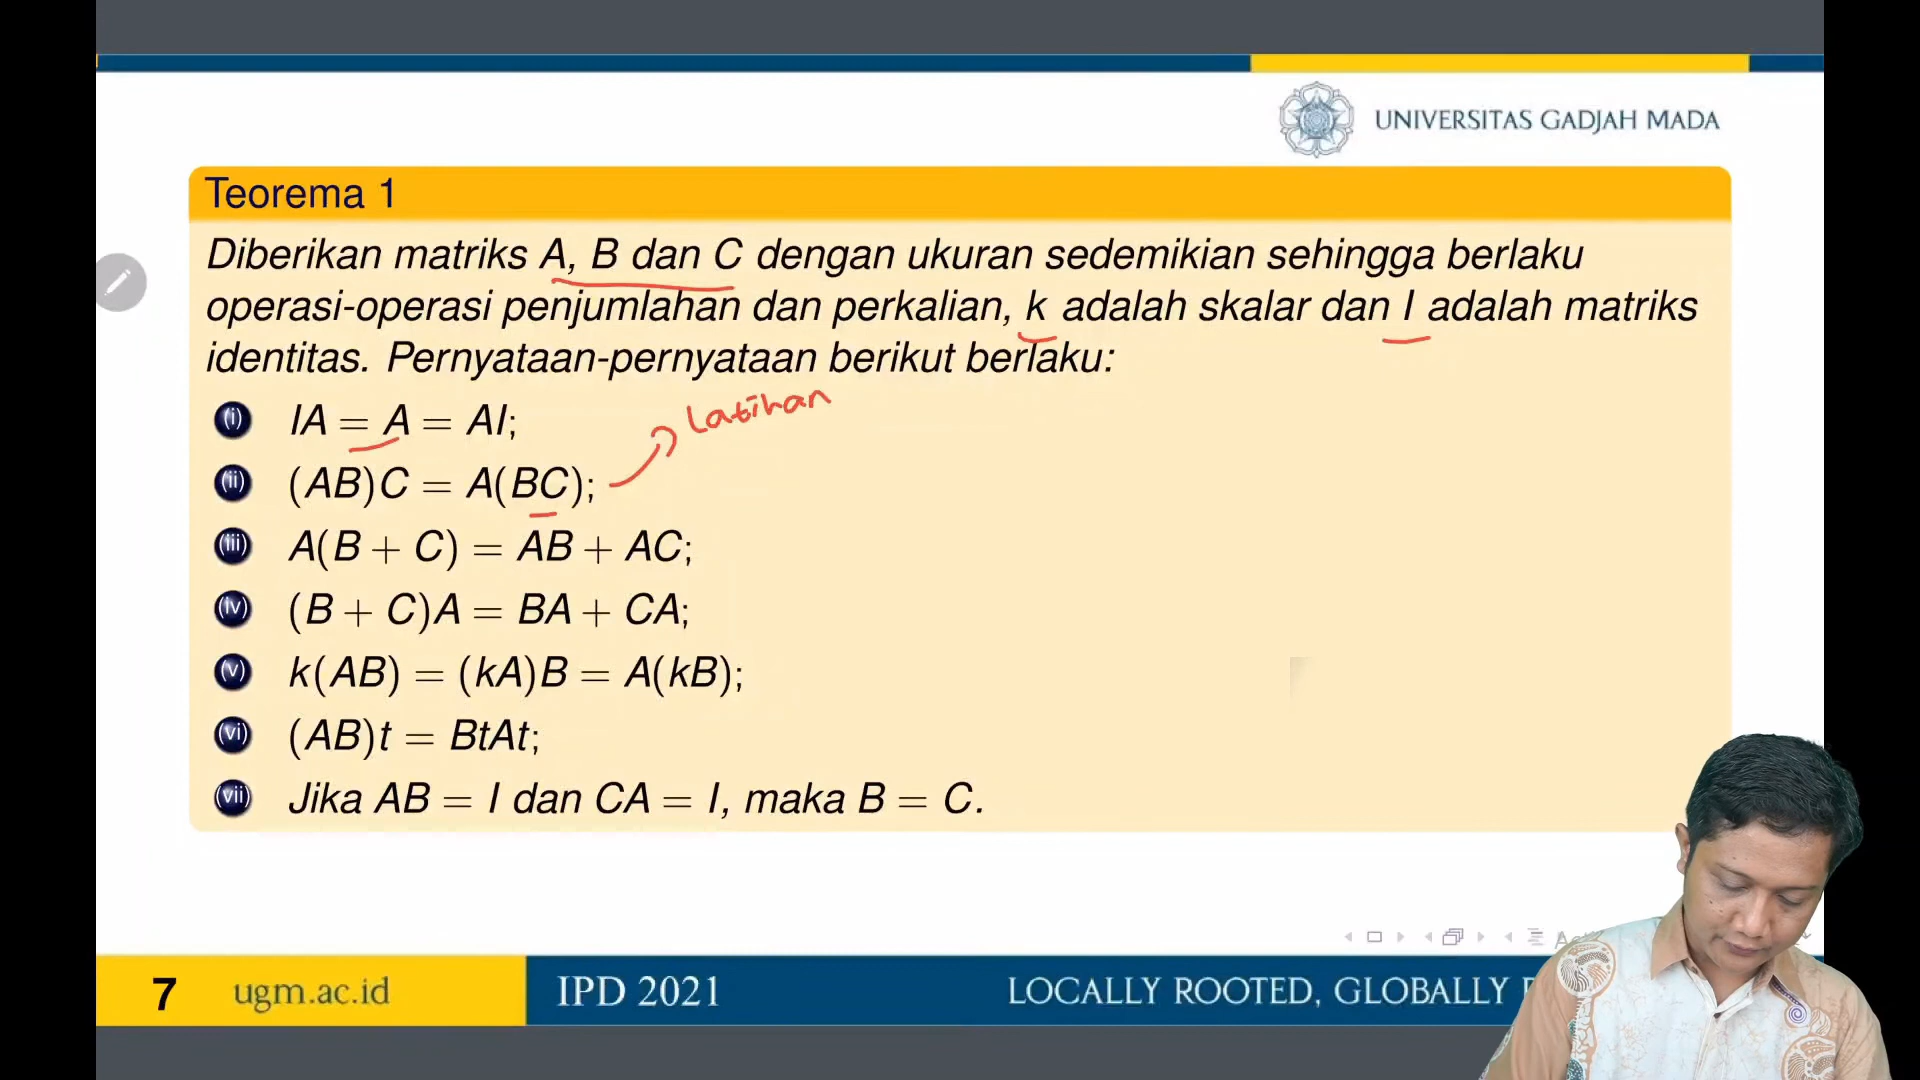 UNIVERSITAS GADJAH MADA
Teorema 1
Diberikan matriks A, B dan C dengan ukuran sedemikian sehingga berlaku
operasi-operasi penjumlahan dan perkalian, k adalah skalar dan I adalah matriks
identitas. Pernyataan-pernyataan berikut berlaku:
Latihan
(i) IA = A = AI;
(ii) (AB)C = A(BC);
(iii) A(B + C) = AB + AC;
(iv) (B + C)A = BA + CA;
(v) k(AB) = (kA)B = A(kB);
(vi) (AB)t = BtAt;
(vii) Jika AB = I dan CA = I, maka B = C.
7 ugm.ac.id IPD 2021 LOCALLY ROOTED, GLOBALLY